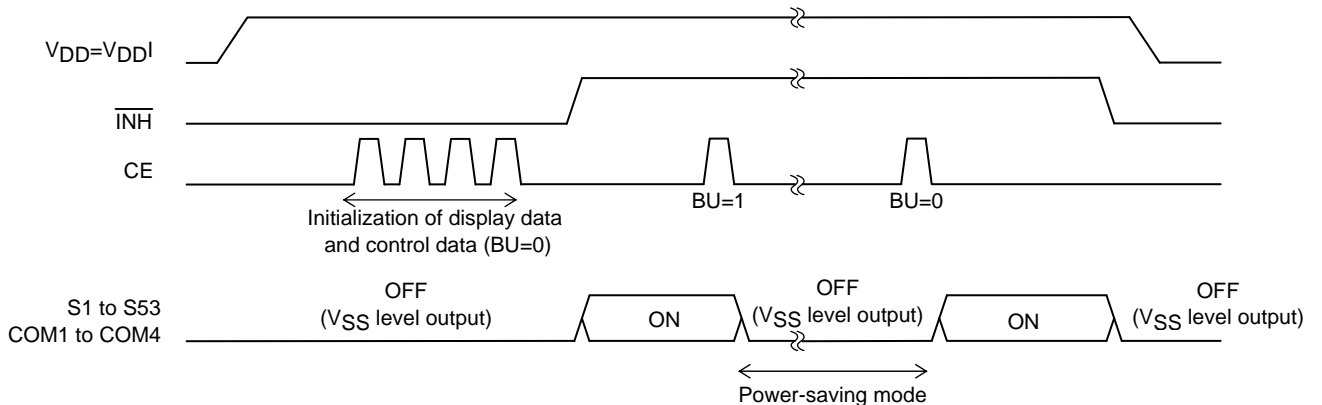 VDD=VDDI
INH
CE
BU=1
BU=0
Initialization of display data
and control data (BU=0)
S1 to S53
COM1 to COM4
OFF
(VSS level output)
ON
OFF
(VSS level output)
ON
OFF
(VSS level output)
Power-saving mode